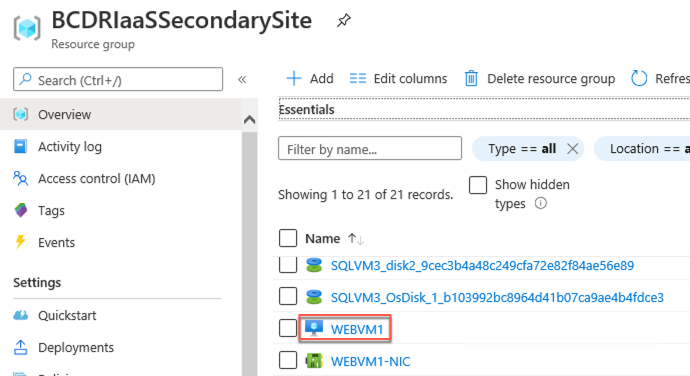 BCDRIaaSSecondarySite
Resource group
Search (Ctrl+/)
«
Overview
Activity log
Access control (IAM)
Tags
Events
Settings
Quickstart
Deployments
Policies
Add
Edit columns
Delete resource group
Refres
Essentials
Filter by name...
Type == all
Location == a
Showing 1 to 21 of 21 records.
Show hidden
types
Name ↑↓
SQLVM3_disk2_9cec3b4a48c249cfa72e82f84ae56e89
SQLVM3_OsDisk_1_b103992bc8964d41b07ca9ae4b4fdce3
WEBVM1
WEBVM1-NIC